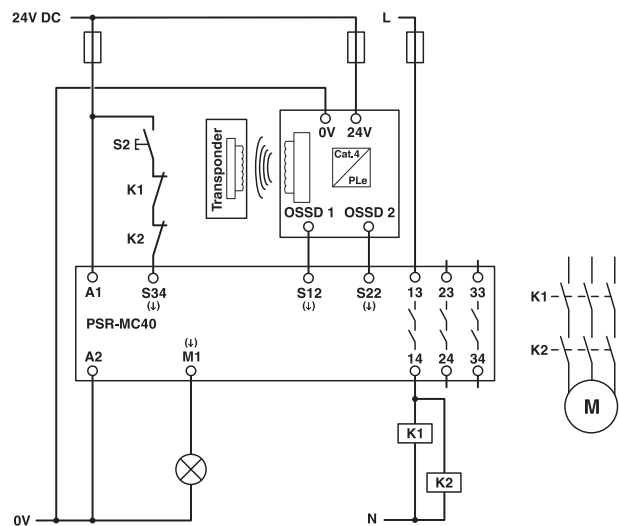 24V DC
L
0V 24V
S2
Transponder
Cat.4
PLe
K1
OSSD 1 OSSD 2
K2
A1 S34 S12 S22 13 23 33
(↓) (↓) (↓)
K1
PSR-MC40
K2
(↓)
A2 M1 14 24 34
M
K1
K2
0V
N